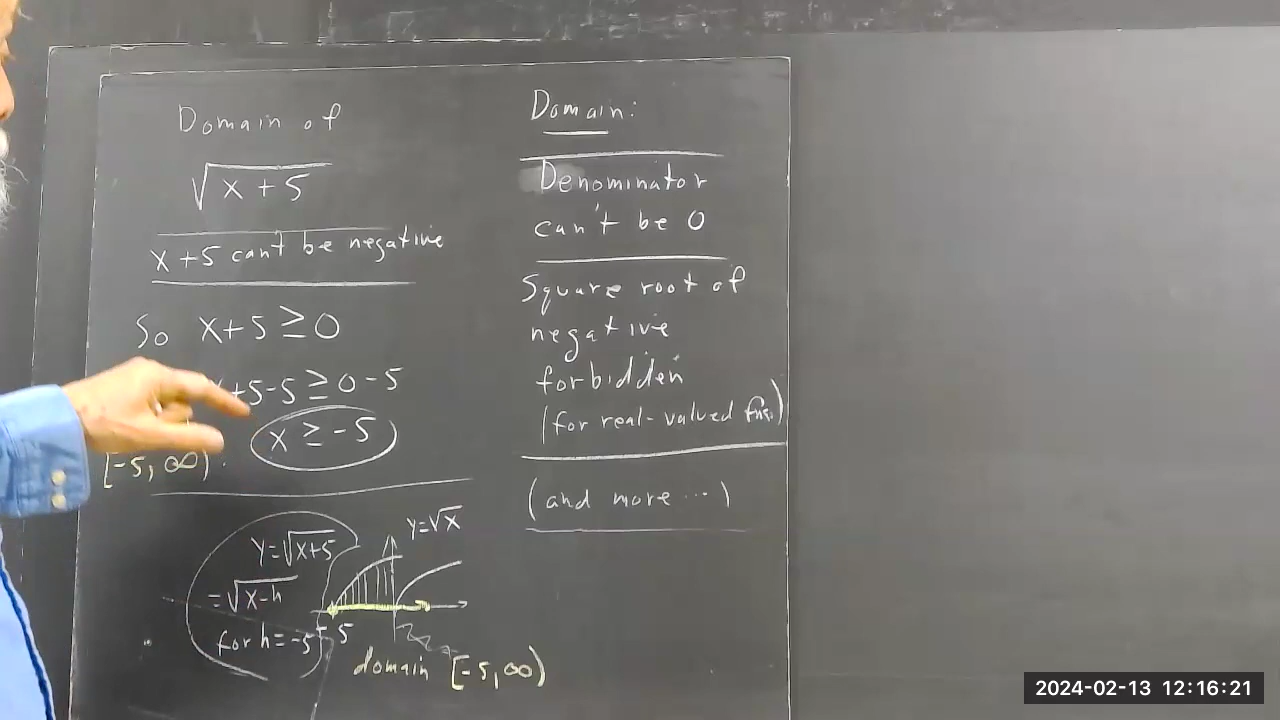 Domain of
√x + 5
x + 5 can't be negative
So x + 5 ≥ 0
x+5-5 ≥ 0 - 5
x ≥ -5
[-5, ∞).
y = √x+5
= √x-h
for h = -5
y = √x
-5
domain [-5, ∞)
Domain:
Denominator
can't be 0
Square root of
negative
forbidden
(for real-valued fns.)
(and more ...)
2024-02-13 12:16:21